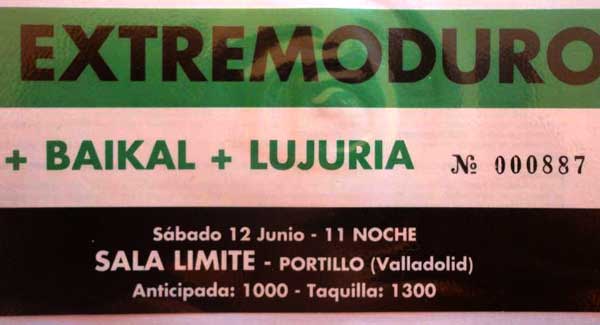 EXTREMODURO
+ BAIKAL + LUJURIA № 000887
Sábado 12 Junio - 11 NOCHE
SALA LIMITE - PORTILLO (Valladolid)
Anticipada: 1000 - Taquilla: 1300